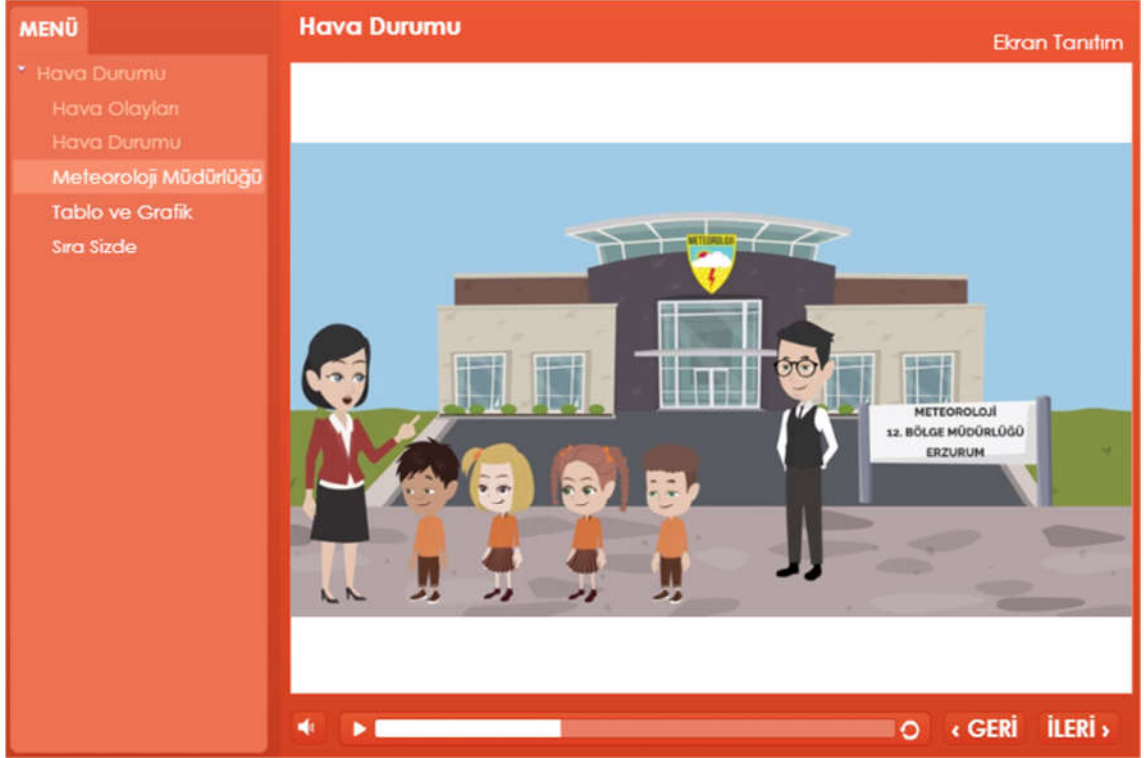 MENÜ
Hava Durumu
Ekran Tanıtım
Hava Durumu
Hava Olayları
Hava Durumu
Meteoroloji Müdürlüğü
Tablo ve Grafik
Sıra Sizde
METEOROLOJİ
METEOROLOJİ
12. BÖLGE MÜDÜRLÜĞÜ
ERZURUM
‹ GERİ
İLERİ ›